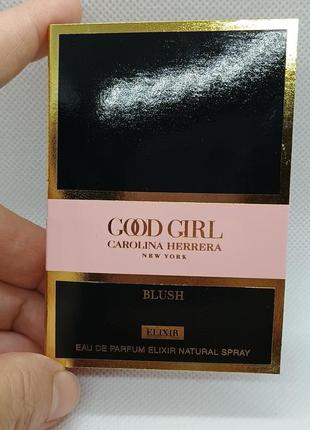 GOOD GIRL
CAROLINA HERRERA
NEW YORK
BLUSH
ELIXIR
EAU DE PARFUM ELIXIR NATURAL SPRAY